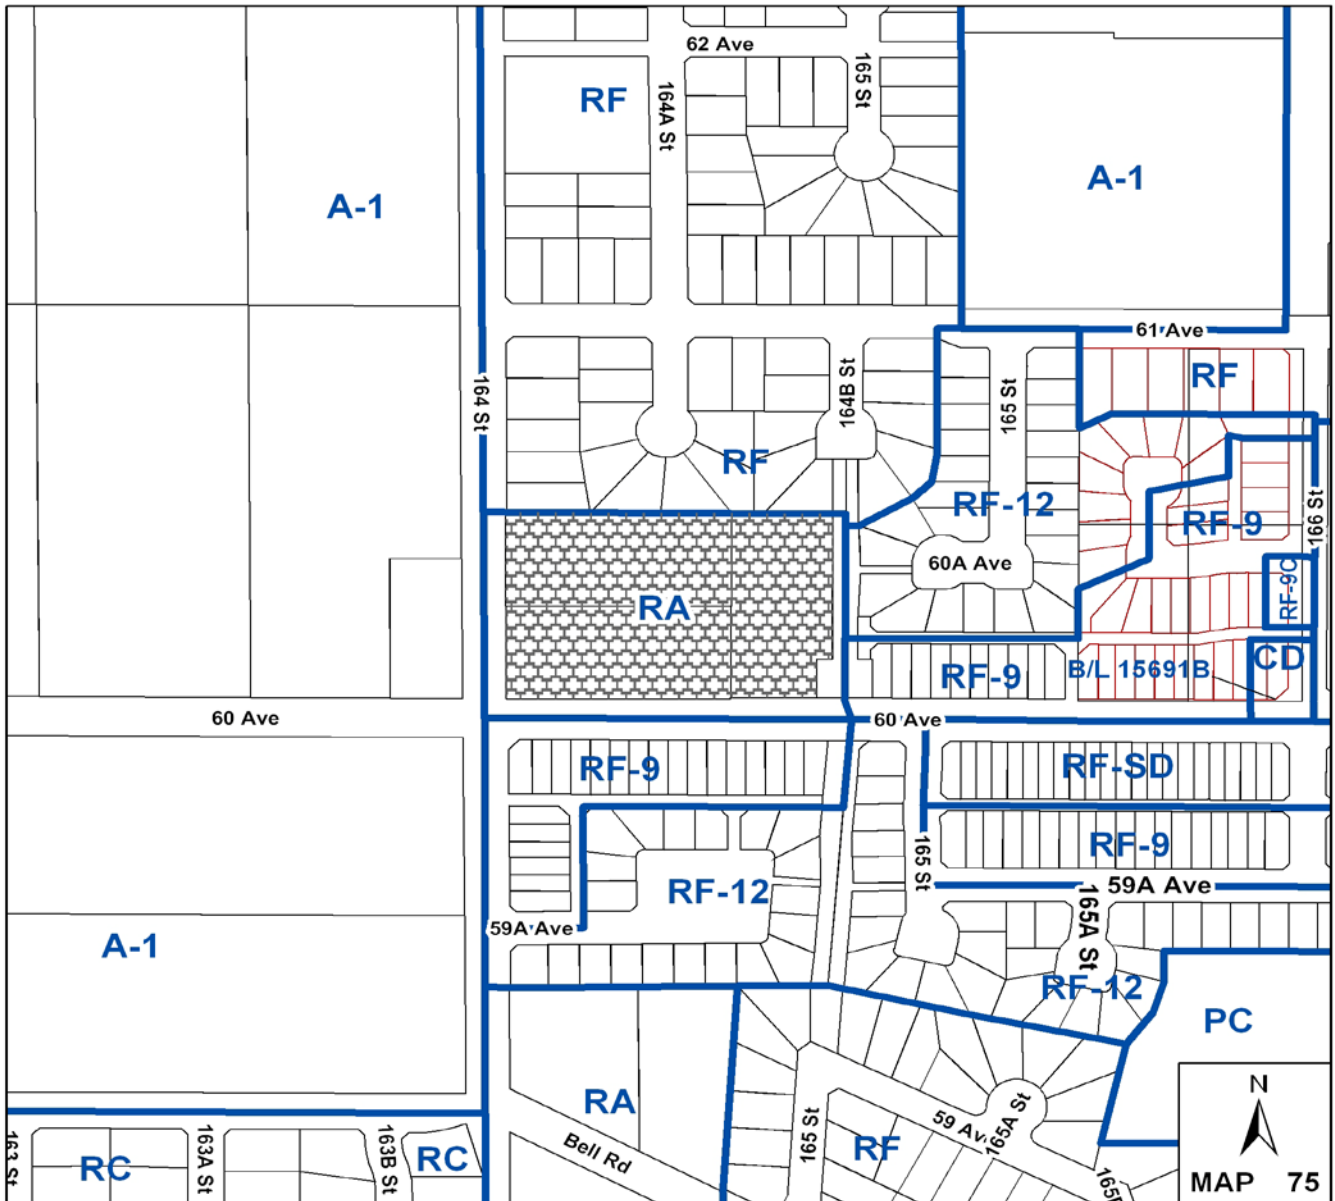 62 Ave
RF
164A St
165 St
A-1
A-1
61 Ave
RF
164 St
164B St
165 St
RF
RF-12
RF-9
166 St
60A Ave
RF-9C
RA
RF-9
B/L 15691B
CD
60 Ave
60 Ave
RF-9
RF-SD
165 St
RF-9
59A Ave
RF-12
165A St
59A Ave
A-1
RF-12
PC
N
RA
59 Av
165A St
165 St
RF
Bell Rd
163 St
RC
163A St
163B St
RC
MAP 75